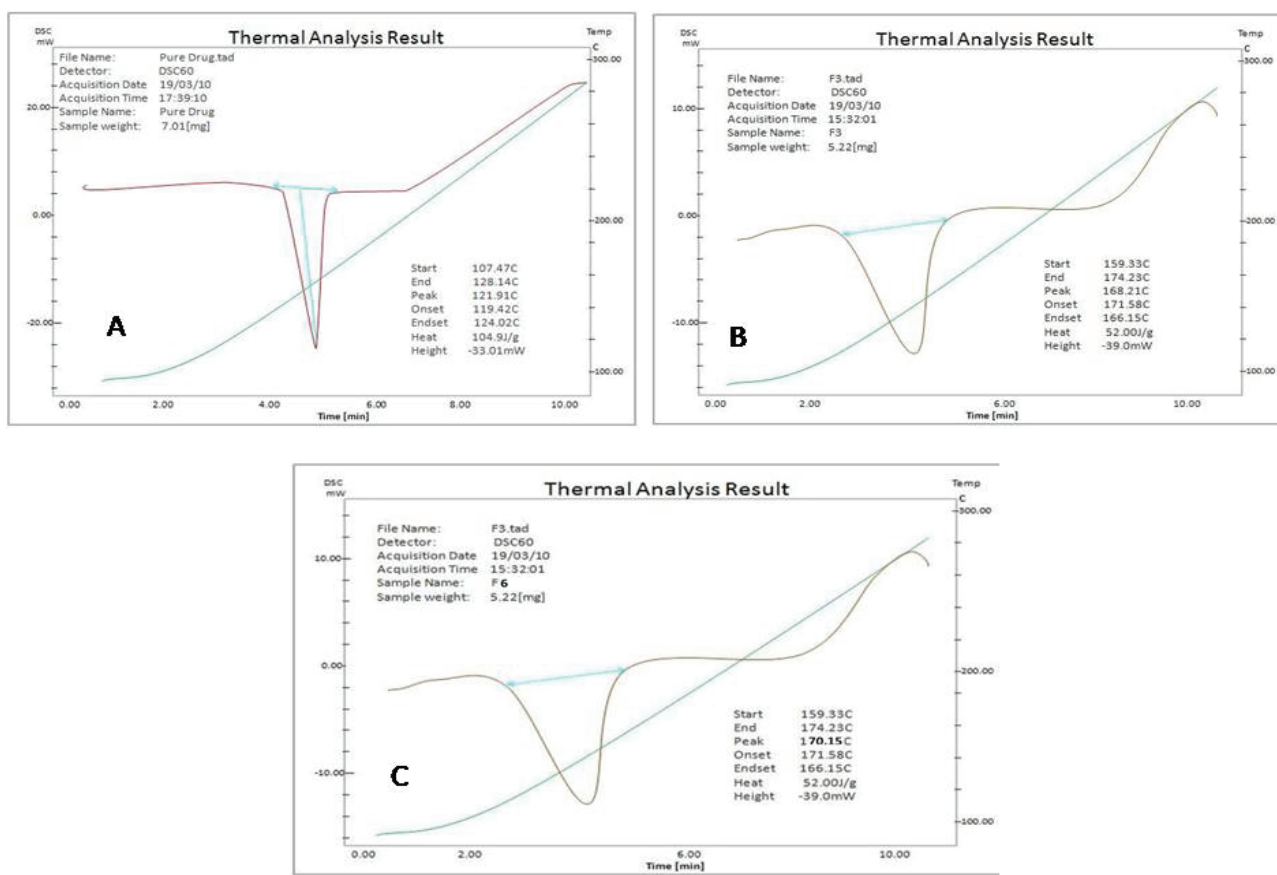 DSC
mW
Thermal Analysis Result
Temp
C
File Name: Pure Drug.tad
Detector: DSC60
Acquisition Date 19/03/10
Acquisition Time 17:39:10
Sample Name: Pure Drug
Sample weight: 7.01[mg]
300.00
20.00
0.00
200.00
-20.00
100.00
A
Start 107.47C
End 128.14C
Peak 121.91C
Onset 119.42C
Endset 124.02C
Heat 104.9J/g
Height -33.01mW
0.00 2.00 4.00 6.00 8.00 10.00
Time [min]
DSC
mW
Thermal Analysis Result
Temp
C
File Name: F3.tad
Detector: DSC60
Acquisition Date 19/03/10
Acquisition Time 15:32:01
Sample Name: F3
Sample weight: 5.22[mg]
300.00
10.00
0.00
200.00
-10.00
100.00
B
Start 159.33C
End 174.23C
Peak 168.21C
Onset 171.58C
Endset 166.15C
Heat 52.00J/g
Height -39.0mW
0.00 2.00 6.00 10.00
Time [min]
DSC
mW
Thermal Analysis Result
Temp
C
File Name: F3.tad
Detector: DSC60
Acquisition Date 19/03/10
Acquisition Time 15:32:01
Sample Name: F6
Sample weight: 5.22[mg]
300.00
10.00
0.00
200.00
-10.00
100.00
C
Start 159.33C
End 174.23C
Peak 170.15C
Onset 171.58C
Endset 166.15C
Heat 52.00J/g
Height -39.0mW
0.00 2.00 6.00 10.00
Time [min]